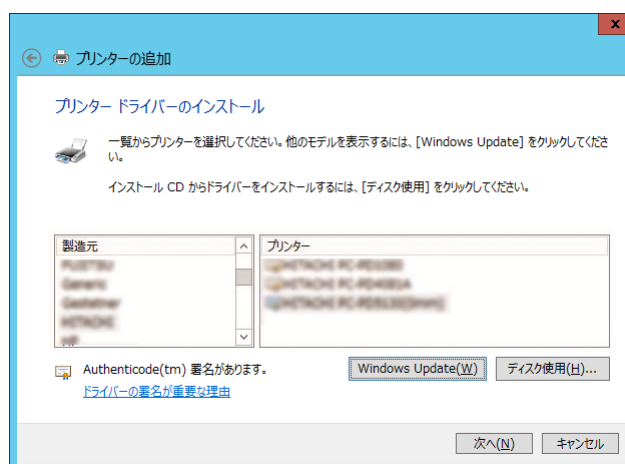 プリンターの追加
プリンター ドライバーのインストール
一覧からプリンターを選択してください。他のモデルを表示するには、[Windows Update] をクリックしてくださ
い。
インストール CD からドライバーをインストールするには、[ディスク使用] をクリックしてください。
製造元 プリンター
FUJITSU
Generic
Gestetner
HITACHI
HP
Authenticode(tm) 署名があります。
Windows Update(W) ディスク使用(H)...
ドライバーの署名が重要な理由
次へ(N) キャンセル